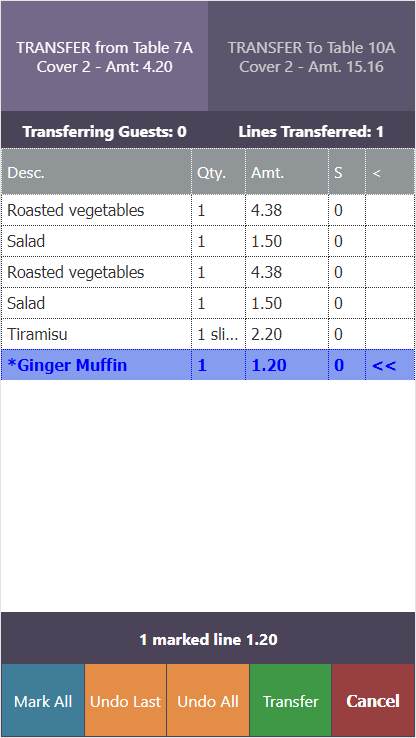 TRANSFER from Table 7A
Cover 2 - Amt: 4.20
TRANSFER To Table 10A
Cover 2 - Amt. 15.16
Transferring Guests: 0 Lines Transferred: 1
Desc. Qty. Amt. S <
Roasted vegetables 1 4.38 0
Salad 1 1.50 0
Roasted vegetables 1 4.38 0
Salad 1 1.50 0
Tiramisu 1 sli... 2.20 0
*Ginger Muffin 1 1.20 0 <<
1 marked line 1.20
Mark All Undo Last Undo All Transfer Cancel